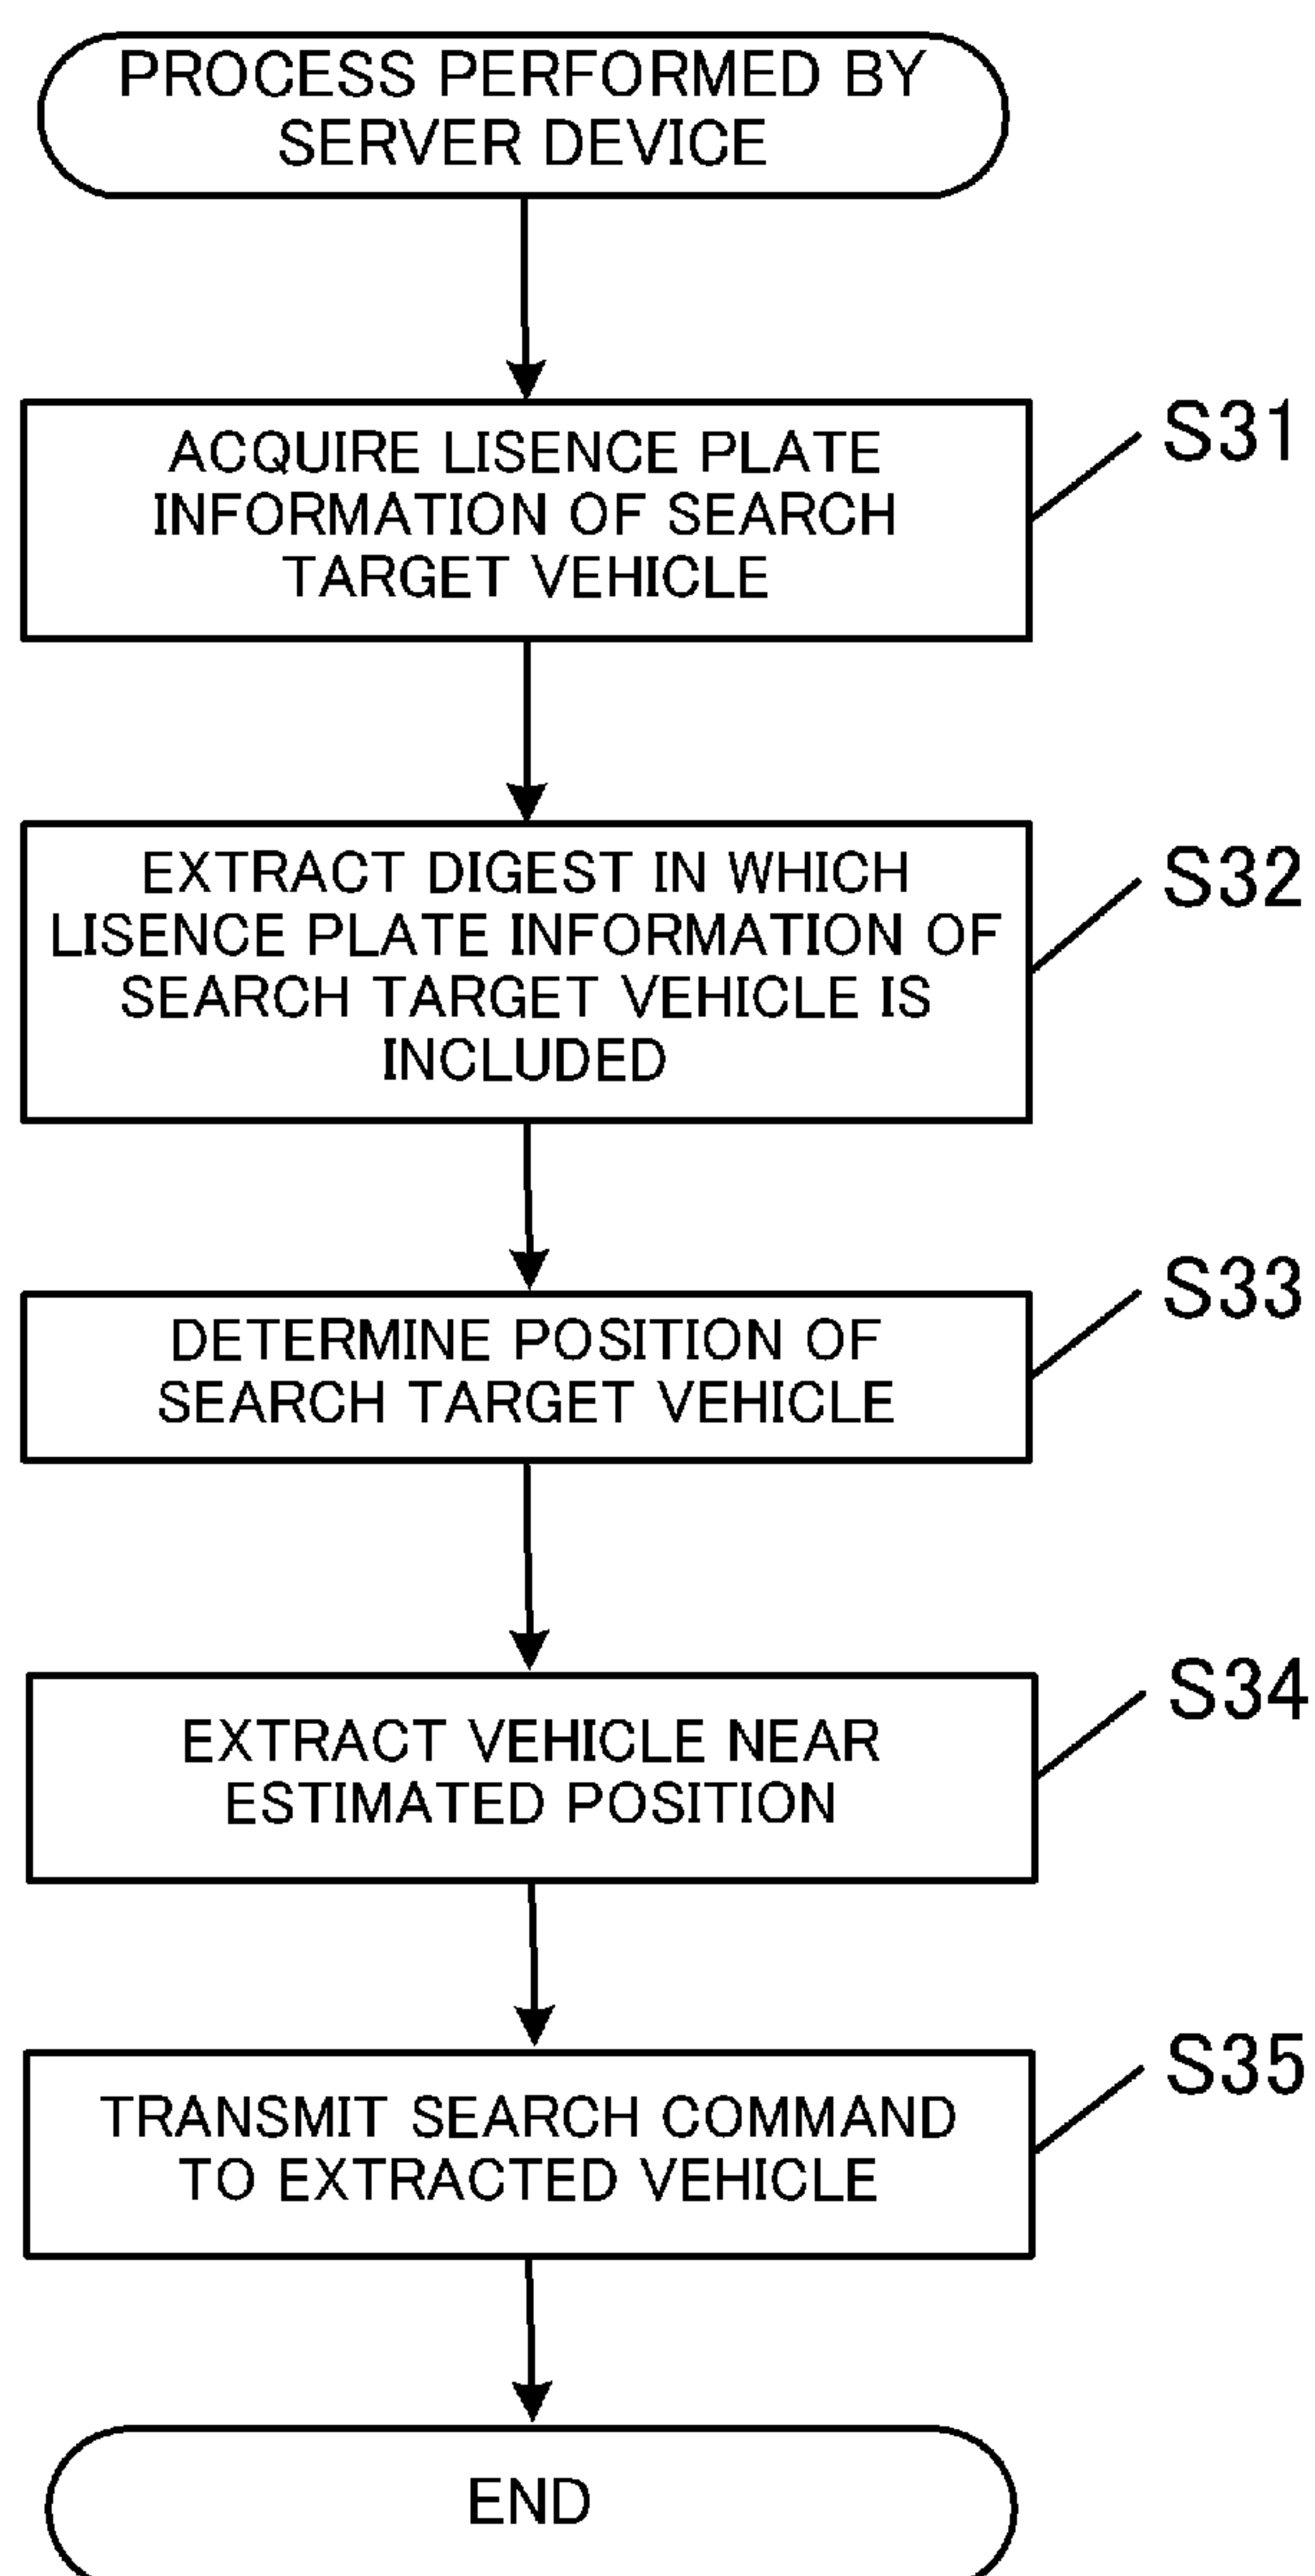 PROCESS PERFORMED BY
SERVER DEVICE
ACQUIRE LISENCE PLATE
INFORMATION OF SEARCH
TARGET VEHICLE
S31
EXTRACT DIGEST IN WHICH
LISENCE PLATE INFORMATION OF
SEARCH TARGET VEHICLE IS
INCLUDED
S32
DETERMINE POSITION OF
SEARCH TARGET VEHICLE
S33
EXTRACT VEHICLE NEAR
ESTIMATED POSITION
S34
TRANSMIT SEARCH COMMAND
TO EXTRACTED VEHICLE
S35
END